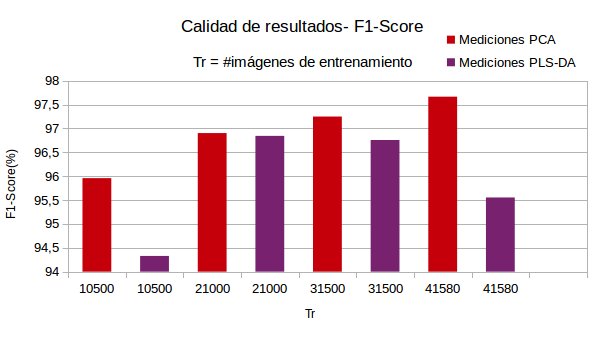 Calidad de resultados- F1-Score
Tr = #imágenes de entrenamiento
Mediciones PCA
Mediciones PLS-DA
98
97,5
97
96,5
96
95,5
95
94,5
94
F1-Score(%)
10500 10500 21000 21000 31500 31500 41580 41580
Tr